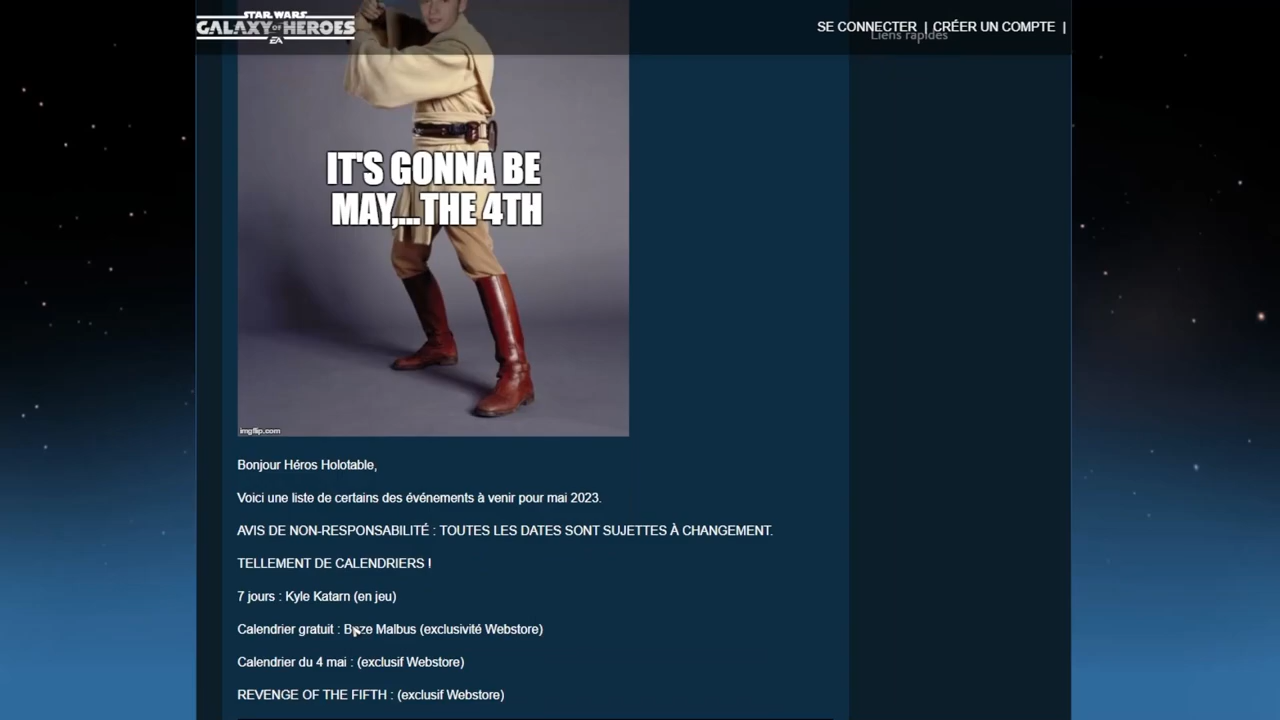 STAR WARS
GALAXY OF HEROES
EA
SE CONNECTER | CRÉER UN COMPTE |
Liens rapides
IT'S GONNA BE
MAY,...THE 4TH
imgflip.com
Bonjour Héros Holotable,
Voici une liste de certains des événements à venir pour mai 2023.
AVIS DE NON-RESPONSABILITÉ : TOUTES LES DATES SONT SUJETTES À CHANGEMENT.
TELLEMENT DE CALENDRIERS !
7 jours : Kyle Katarn (en jeu)
Calendrier gratuit : Baze Malbus (exclusivité Webstore)
Calendrier du 4 mai : (exclusif Webstore)
REVENGE OF THE FIFTH : (exclusif Webstore)